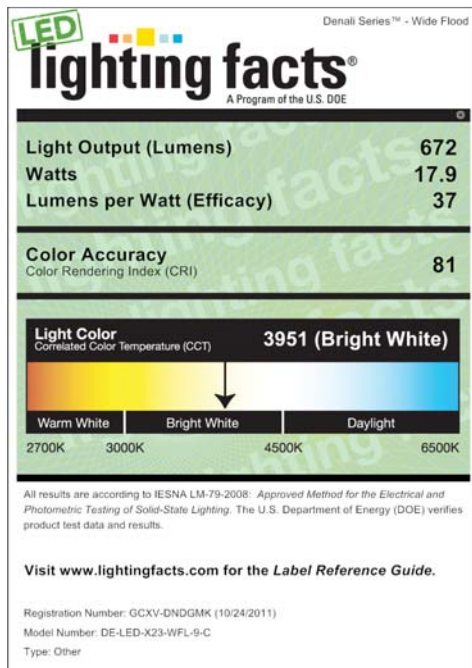 Denali Series™ - Wide Flood
LED
lighting facts®
A Program of the U.S. DOE
Light Output (Lumens) 672
Watts 17.9
Lumens per Watt (Efficacy) 37
Color Accuracy
Color Rendering Index (CRI) 81
Light Color
Correlated Color Temperature (CCT) 3951 (Bright White)
Warm White Bright White Daylight
2700K 3000K 4500K 6500K
All results are according to IESNA LM-79-2008: Approved Method for the Electrical and
Photometric Testing of Solid-State Lighting. The U.S. Department of Energy (DOE) verifies
product test data and results.
Visit www.lightingfacts.com for the Label Reference Guide.
Registration Number: GCXV-DNDGMK (10/24/2011)
Model Number: DE-LED-X23-WFL-9-C
Type: Other